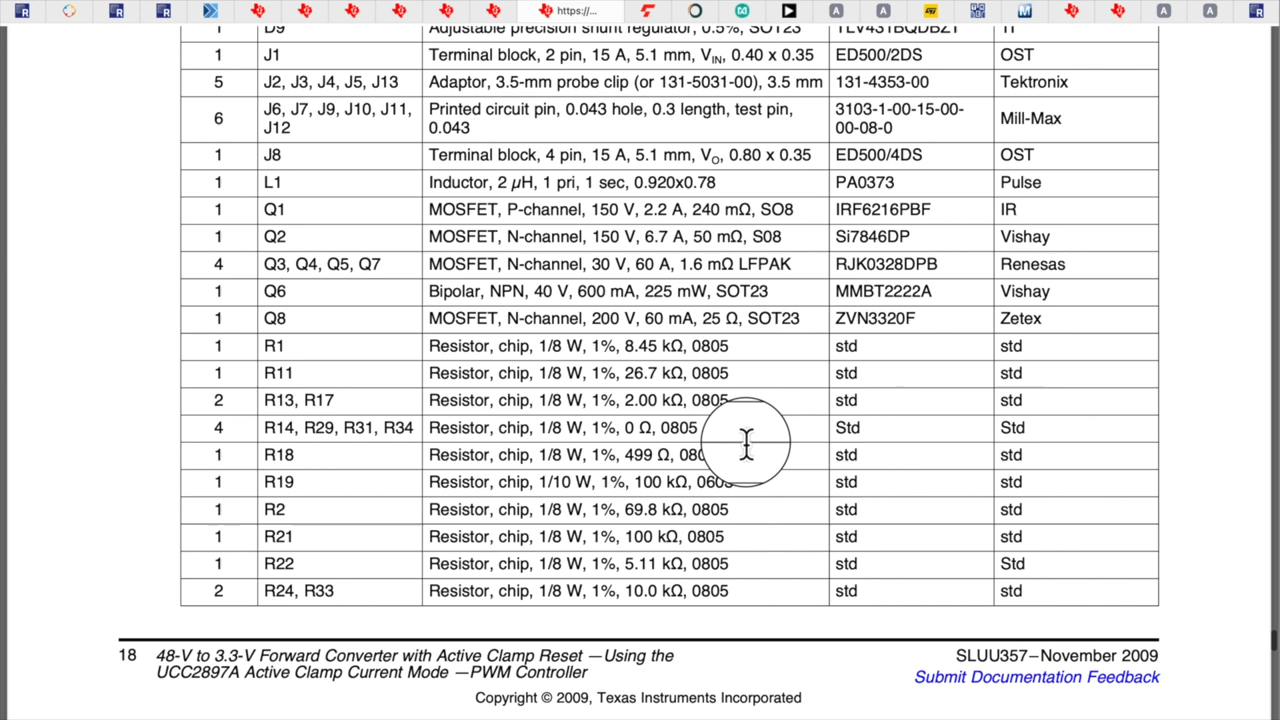 https://...
1 D9 Adjustable precision shunt regulator, 0.5%, SOT23 TLV431BQDBZT TI
1 J1 Terminal block, 2 pin, 15 A, 5.1 mm, VIN, 0.40 x 0.35 ED500/2DS OST
5 J2, J3, J4, J5, J13 Adaptor, 3.5-mm probe clip (or 131-5031-00), 3.5 mm 131-4353-00 Tektronix
6 J6, J7, J9, J10, J11, J12 Printed circuit pin, 0.043 hole, 0.3 length, test pin, 0.043 3103-1-00-15-00-00-08-0 Mill-Max
1 J8 Terminal block, 4 pin, 15 A, 5.1 mm, VO, 0.80 x 0.35 ED500/4DS OST
1 L1 Inductor, 2 µH, 1 pri, 1 sec, 0.920x0.78 PA0373 Pulse
1 Q1 MOSFET, P-channel, 150 V, 2.2 A, 240 mΩ, SO8 IRF6216PBF IR
1 Q2 MOSFET, N-channel, 150 V, 6.7 A, 50 mΩ, S08 Si7846DP Vishay
4 Q3, Q4, Q5, Q7 MOSFET, N-channel, 30 V, 60 A, 1.6 mΩ LFPAK RJK0328DPB Renesas
1 Q6 Bipolar, NPN, 40 V, 600 mA, 225 mW, SOT23 MMBT2222A Vishay
1 Q8 MOSFET, N-channel, 200 V, 60 mA, 25 Ω, SOT23 ZVN3320F Zetex
1 R1 Resistor, chip, 1/8 W, 1%, 8.45 kΩ, 0805 std std
1 R11 Resistor, chip, 1/8 W, 1%, 26.7 kΩ, 0805 std std
2 R13, R17 Resistor, chip, 1/8 W, 1%, 2.00 kΩ, 0805 std std
4 R14, R29, R31, R34 Resistor, chip, 1/8 W, 1%, 0 Ω, 0805 Std Std
1 R18 Resistor, chip, 1/8 W, 1%, 499 Ω, 080 std std
1 R19 Resistor, chip, 1/10 W, 1%, 100 kΩ, 0603 std std
1 R2 Resistor, chip, 1/8 W, 1%, 69.8 kΩ, 0805 std std
1 R21 Resistor, chip, 1/8 W, 1%, 100 kΩ, 0805 std std
1 R22 Resistor, chip, 1/8 W, 1%, 5.11 kΩ, 0805 std Std
2 R24, R33 Resistor, chip, 1/8 W, 1%, 10.0 kΩ, 0805 std std
18 48-V to 3.3-V Forward Converter with Active Clamp Reset —Using the SLUU357–November 2009
UCC2897A Active Clamp Current Mode —PWM Controller Submit Documentation Feedback
Copyright © 2009, Texas Instruments Incorporated